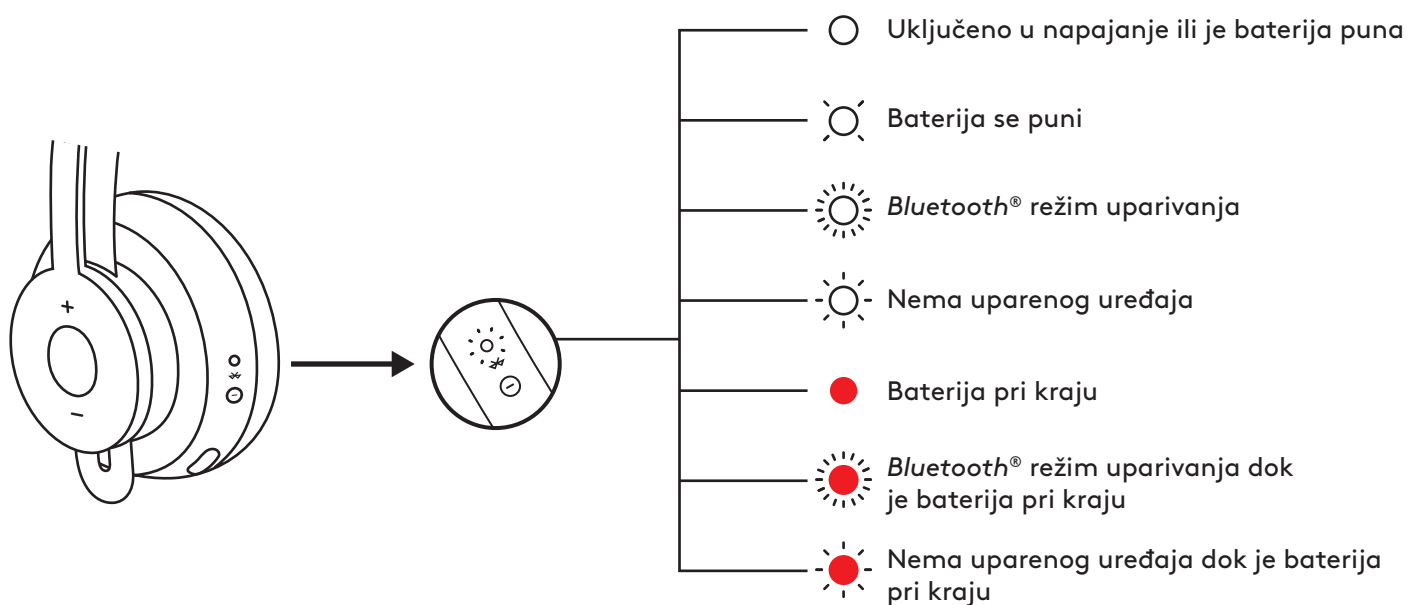 Uključeno u napajanje ili je baterija puna
Baterija se puni
Bluetooth® režim uparivanja
Nema uparenog uređaja
Baterija pri kraju
Bluetooth® režim uparivanja dok
je baterija pri kraju
Nema uparenog uređaja dok je baterija
pri kraju